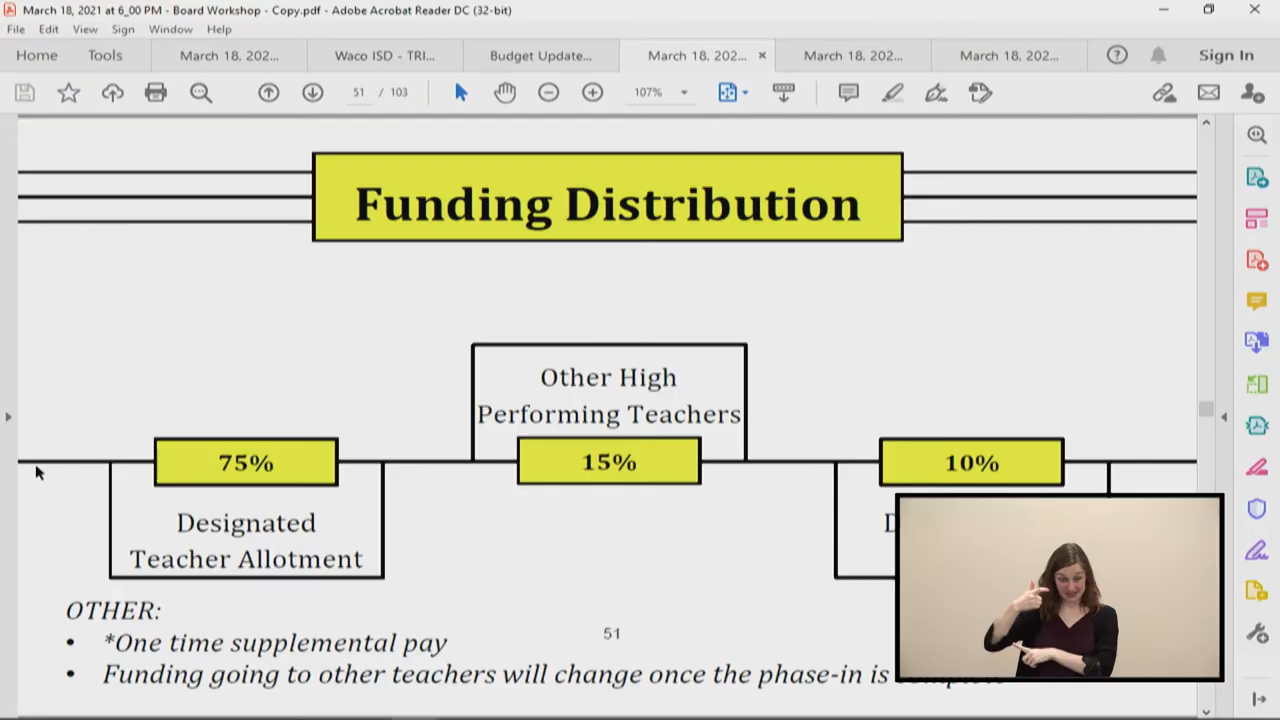 March 18, 2021 at 6_00 PM - Board Workshop - Copy.pdf - Adobe Acrobat Reader DC (32-bit)
File Edit View Sign Window Help
Home Tools March 18, 202... Waco ISD - TRI... Budget Update... March 18, 202... × March 18, 202... March 18, 202... Sign In
51 / 103 107%
Funding Distribution
Other High
Performing Teachers
75% 15% 10%
Designated
Teacher Allotment
OTHER:
• *One time supplemental pay
51
• Funding going to other teachers will change once the phase-in is